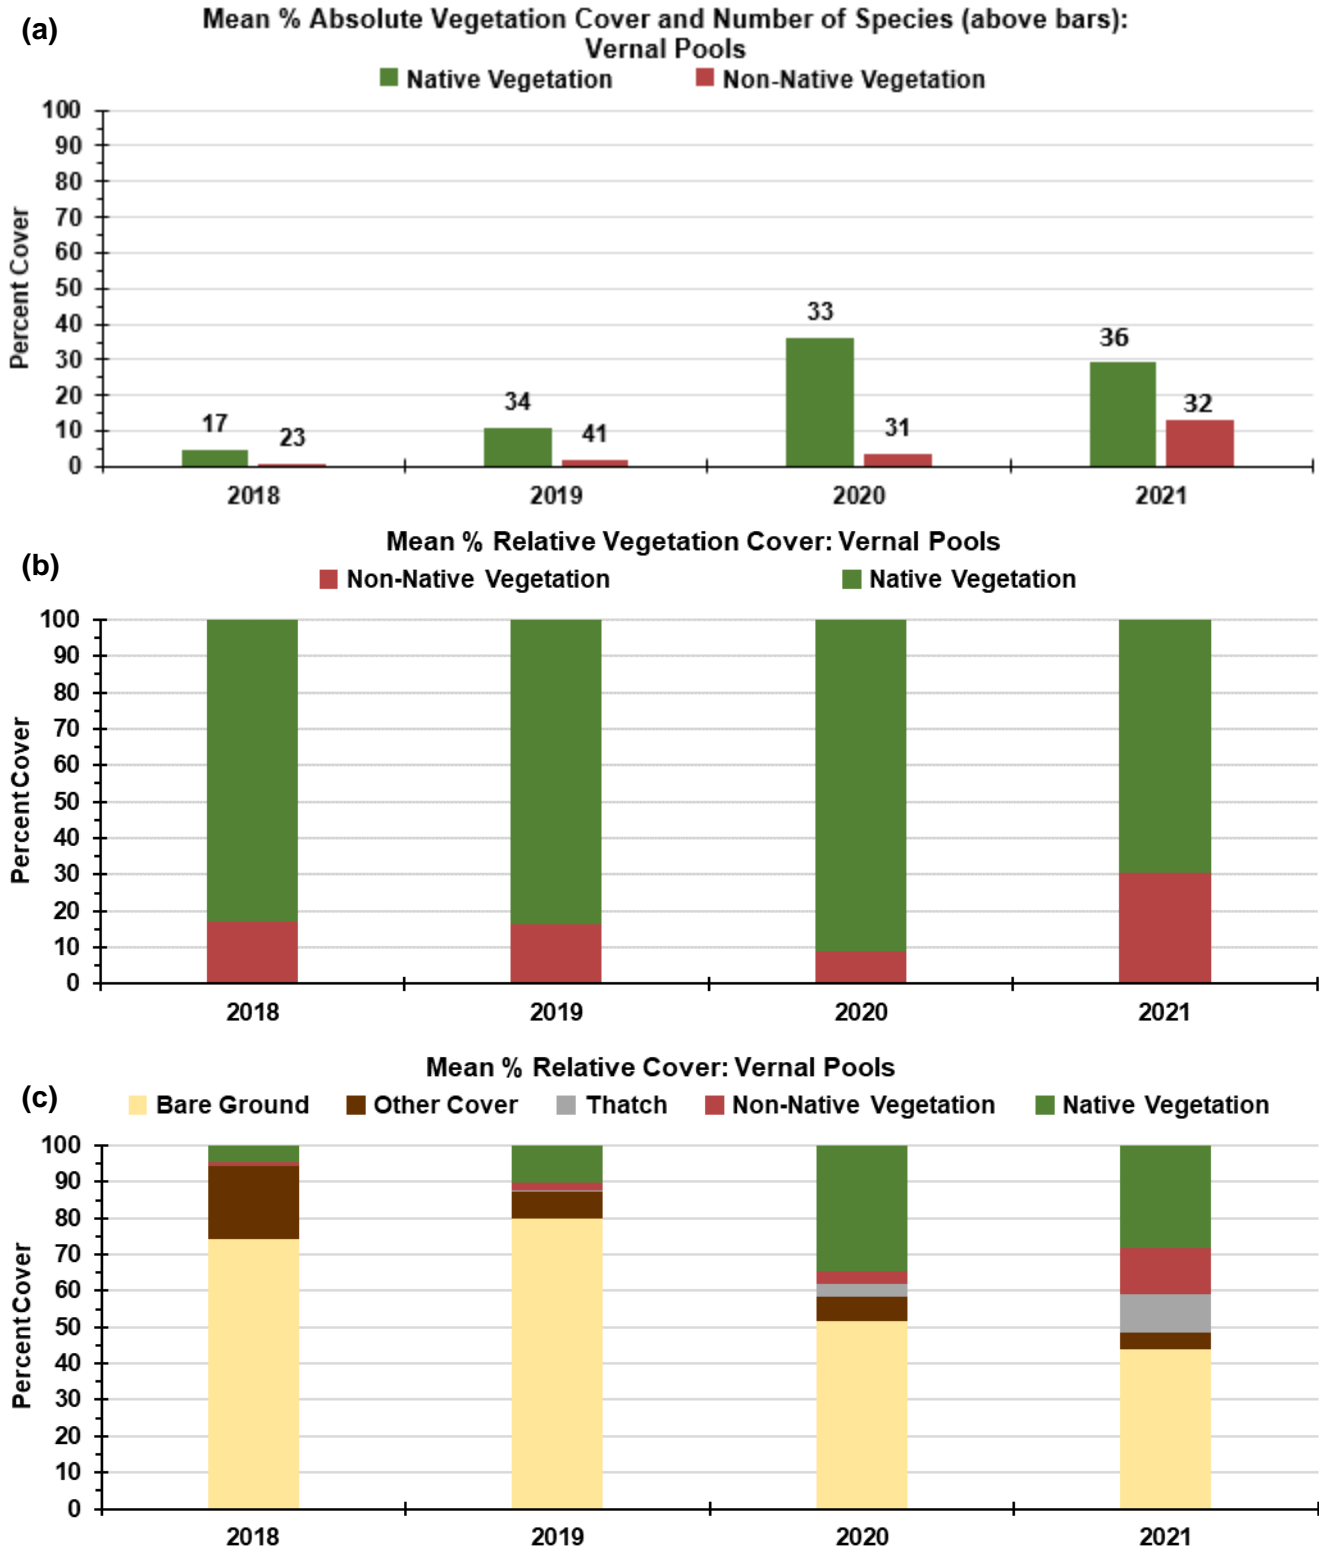 (a)
Mean % Absolute Vegetation Cover and Number of Species (above bars):
Vernal Pools
Native Vegetation Non-Native Vegetation
Percent Cover
100
90
80
70
60
50
40
30
20
10
0
17 23 34 41 33 31 36 32
2018 2019 2020 2021
(b)
Mean % Relative Vegetation Cover: Vernal Pools
Non-Native Vegetation Native Vegetation
Percent Cover
100
90
80
70
60
50
40
30
20
10
0
2018 2019 2020 2021
(c)
Mean % Relative Cover: Vernal Pools
Bare Ground Other Cover Thatch Non-Native Vegetation Native Vegetation
Percent Cover
100
90
80
70
60
50
40
30
20
10
0
2018 2019 2020 2021